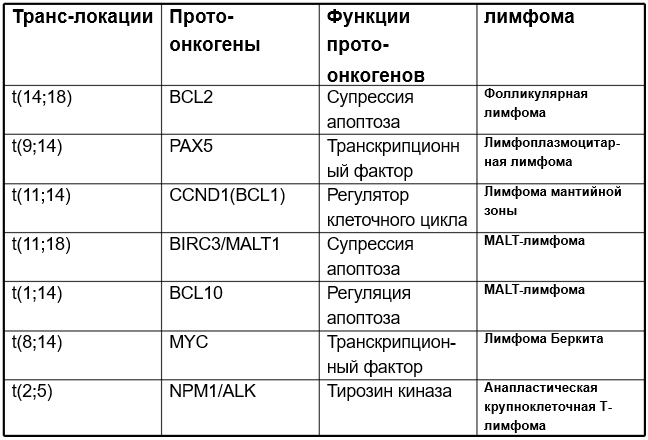 Транс-локации
Прото-
онкогены
Функции
прото-
онкогенов
лимфома
t(14;18)
BCL2
Супрессия
апоптоза
Фолликулярная
лимфома
t(9;14)
PAX5
Транскрипционн
ый фактор
Лимфоплазмоцитар-
ная лимфома
t(11;14)
CCND1(BCL1)
Регулятор
клеточного цикла
Лимфома мантийной
зоны
t(11;18)
BIRC3/MALT1
Супрессия
апоптоза
MALT-лимфома
t(1;14)
BCL10
Регуляция
апоптоза
MALT-лимфома
t(8;14)
MYC
Транскрипцион-
ный фактор
Лимфома Беркита
t(2;5)
NPM1/ALK
Тирозин киназа
Анапластическая
крупноклеточная Т-
лимфома